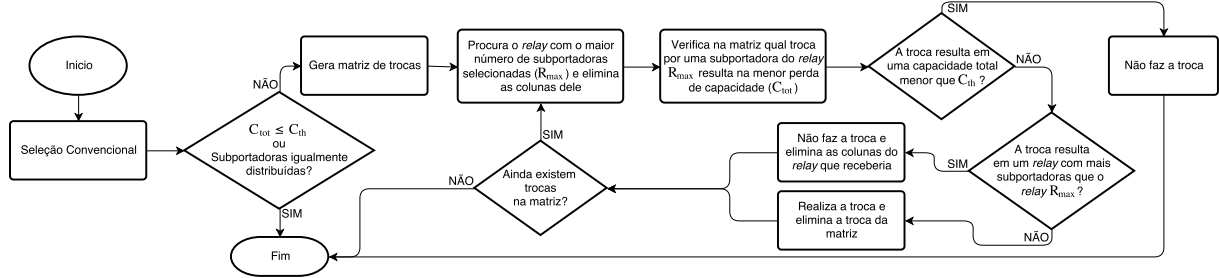 Inicio
Seleção Convencional
C_tot ≤ C_th
ou
Subportadoras igualmente
distribuídas?
NÃO
SIM
Fim
Gera matriz de trocas
Procura o relay com o maior
número de subportadoras
selecionadas (R_max) e elimina
as colunas dele
Verifica na matriz qual troca
por uma subportadora do relay
R_max resulta na menor perda
de capacidade (C_tot)
A troca resulta em
uma capacidade total
menor que C_th ?
SIM
NÃO
Não faz a troca
A troca resulta
em um relay com mais
subportadoras que o
relay R_max ?
SIM
NÃO
Não faz a troca e
elimina as colunas do
relay que receberia
Realiza a troca e
elimina a troca da
matriz
Ainda existem
trocas
na matriz?
SIM
NÃO